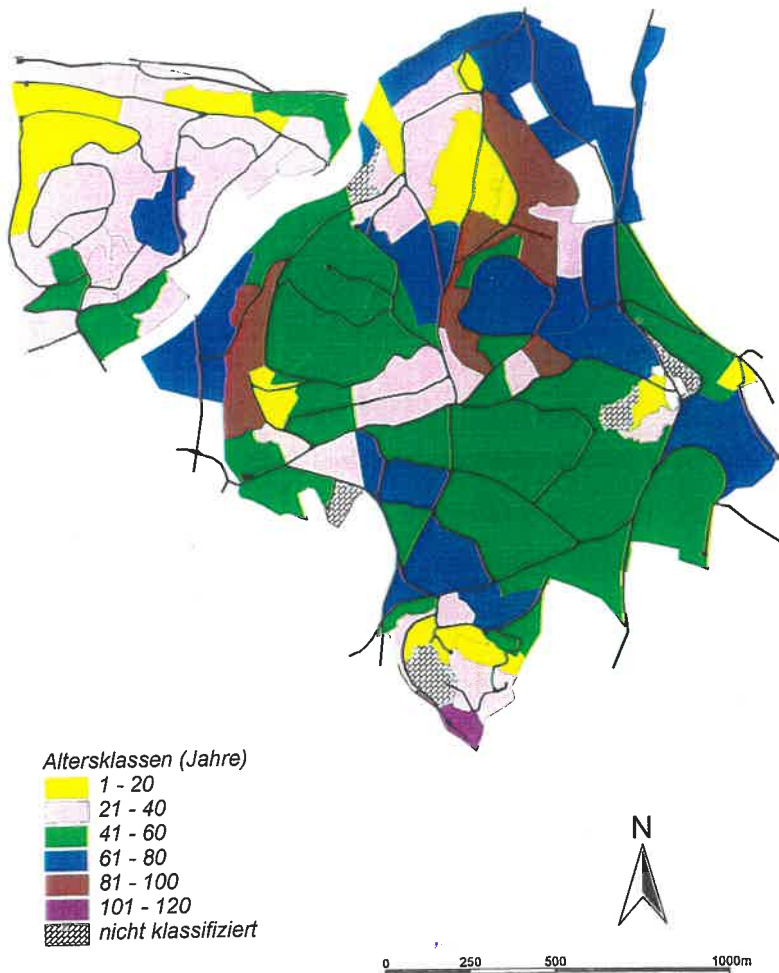 Altersklassen (Jahre)
1 - 20
21 - 40
41 - 60
61 - 80
81 - 100
101 - 120
nicht klassifiziert
N
0 250 500 1000m